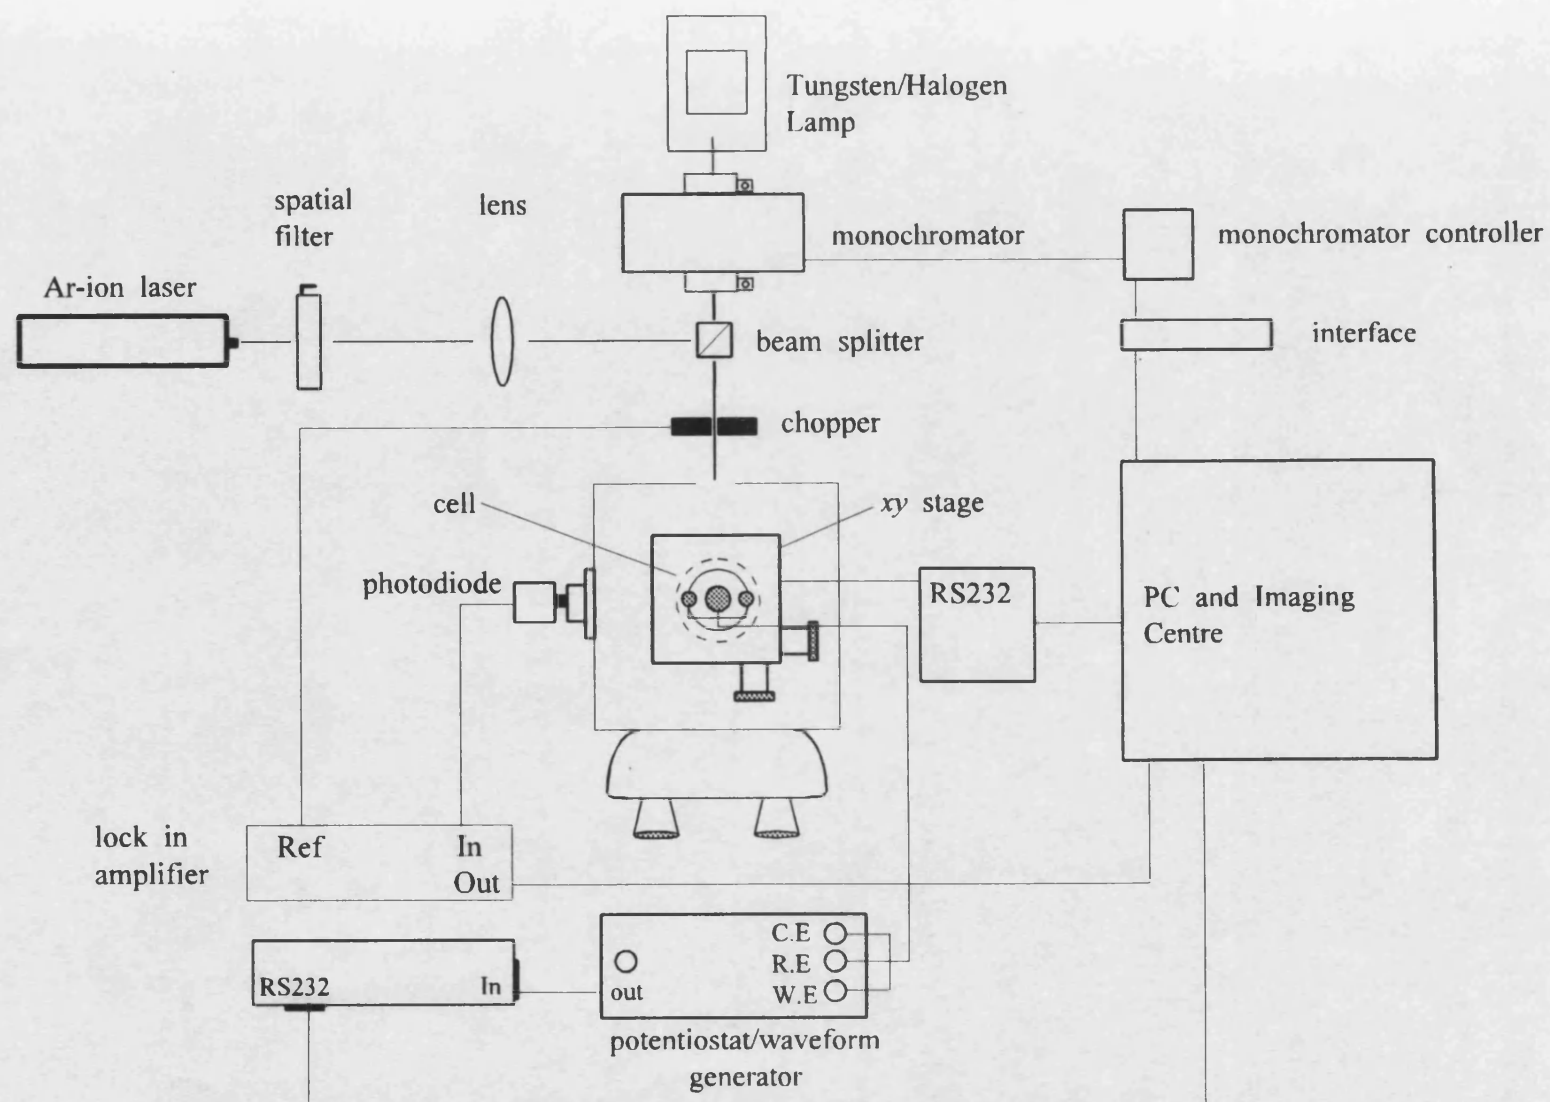 Tungsten/Halogen
Lamp
spatial
filter
lens
monochromator
monochromator controller
Ar-ion laser
beam splitter
interface
chopper
cell
xy stage
photodiode
RS232
PC and Imaging
Centre
lock in
amplifier
Ref
In
Out
C.E
R.E
W.E
RS232
In
out
potentiostat/waveform
generator